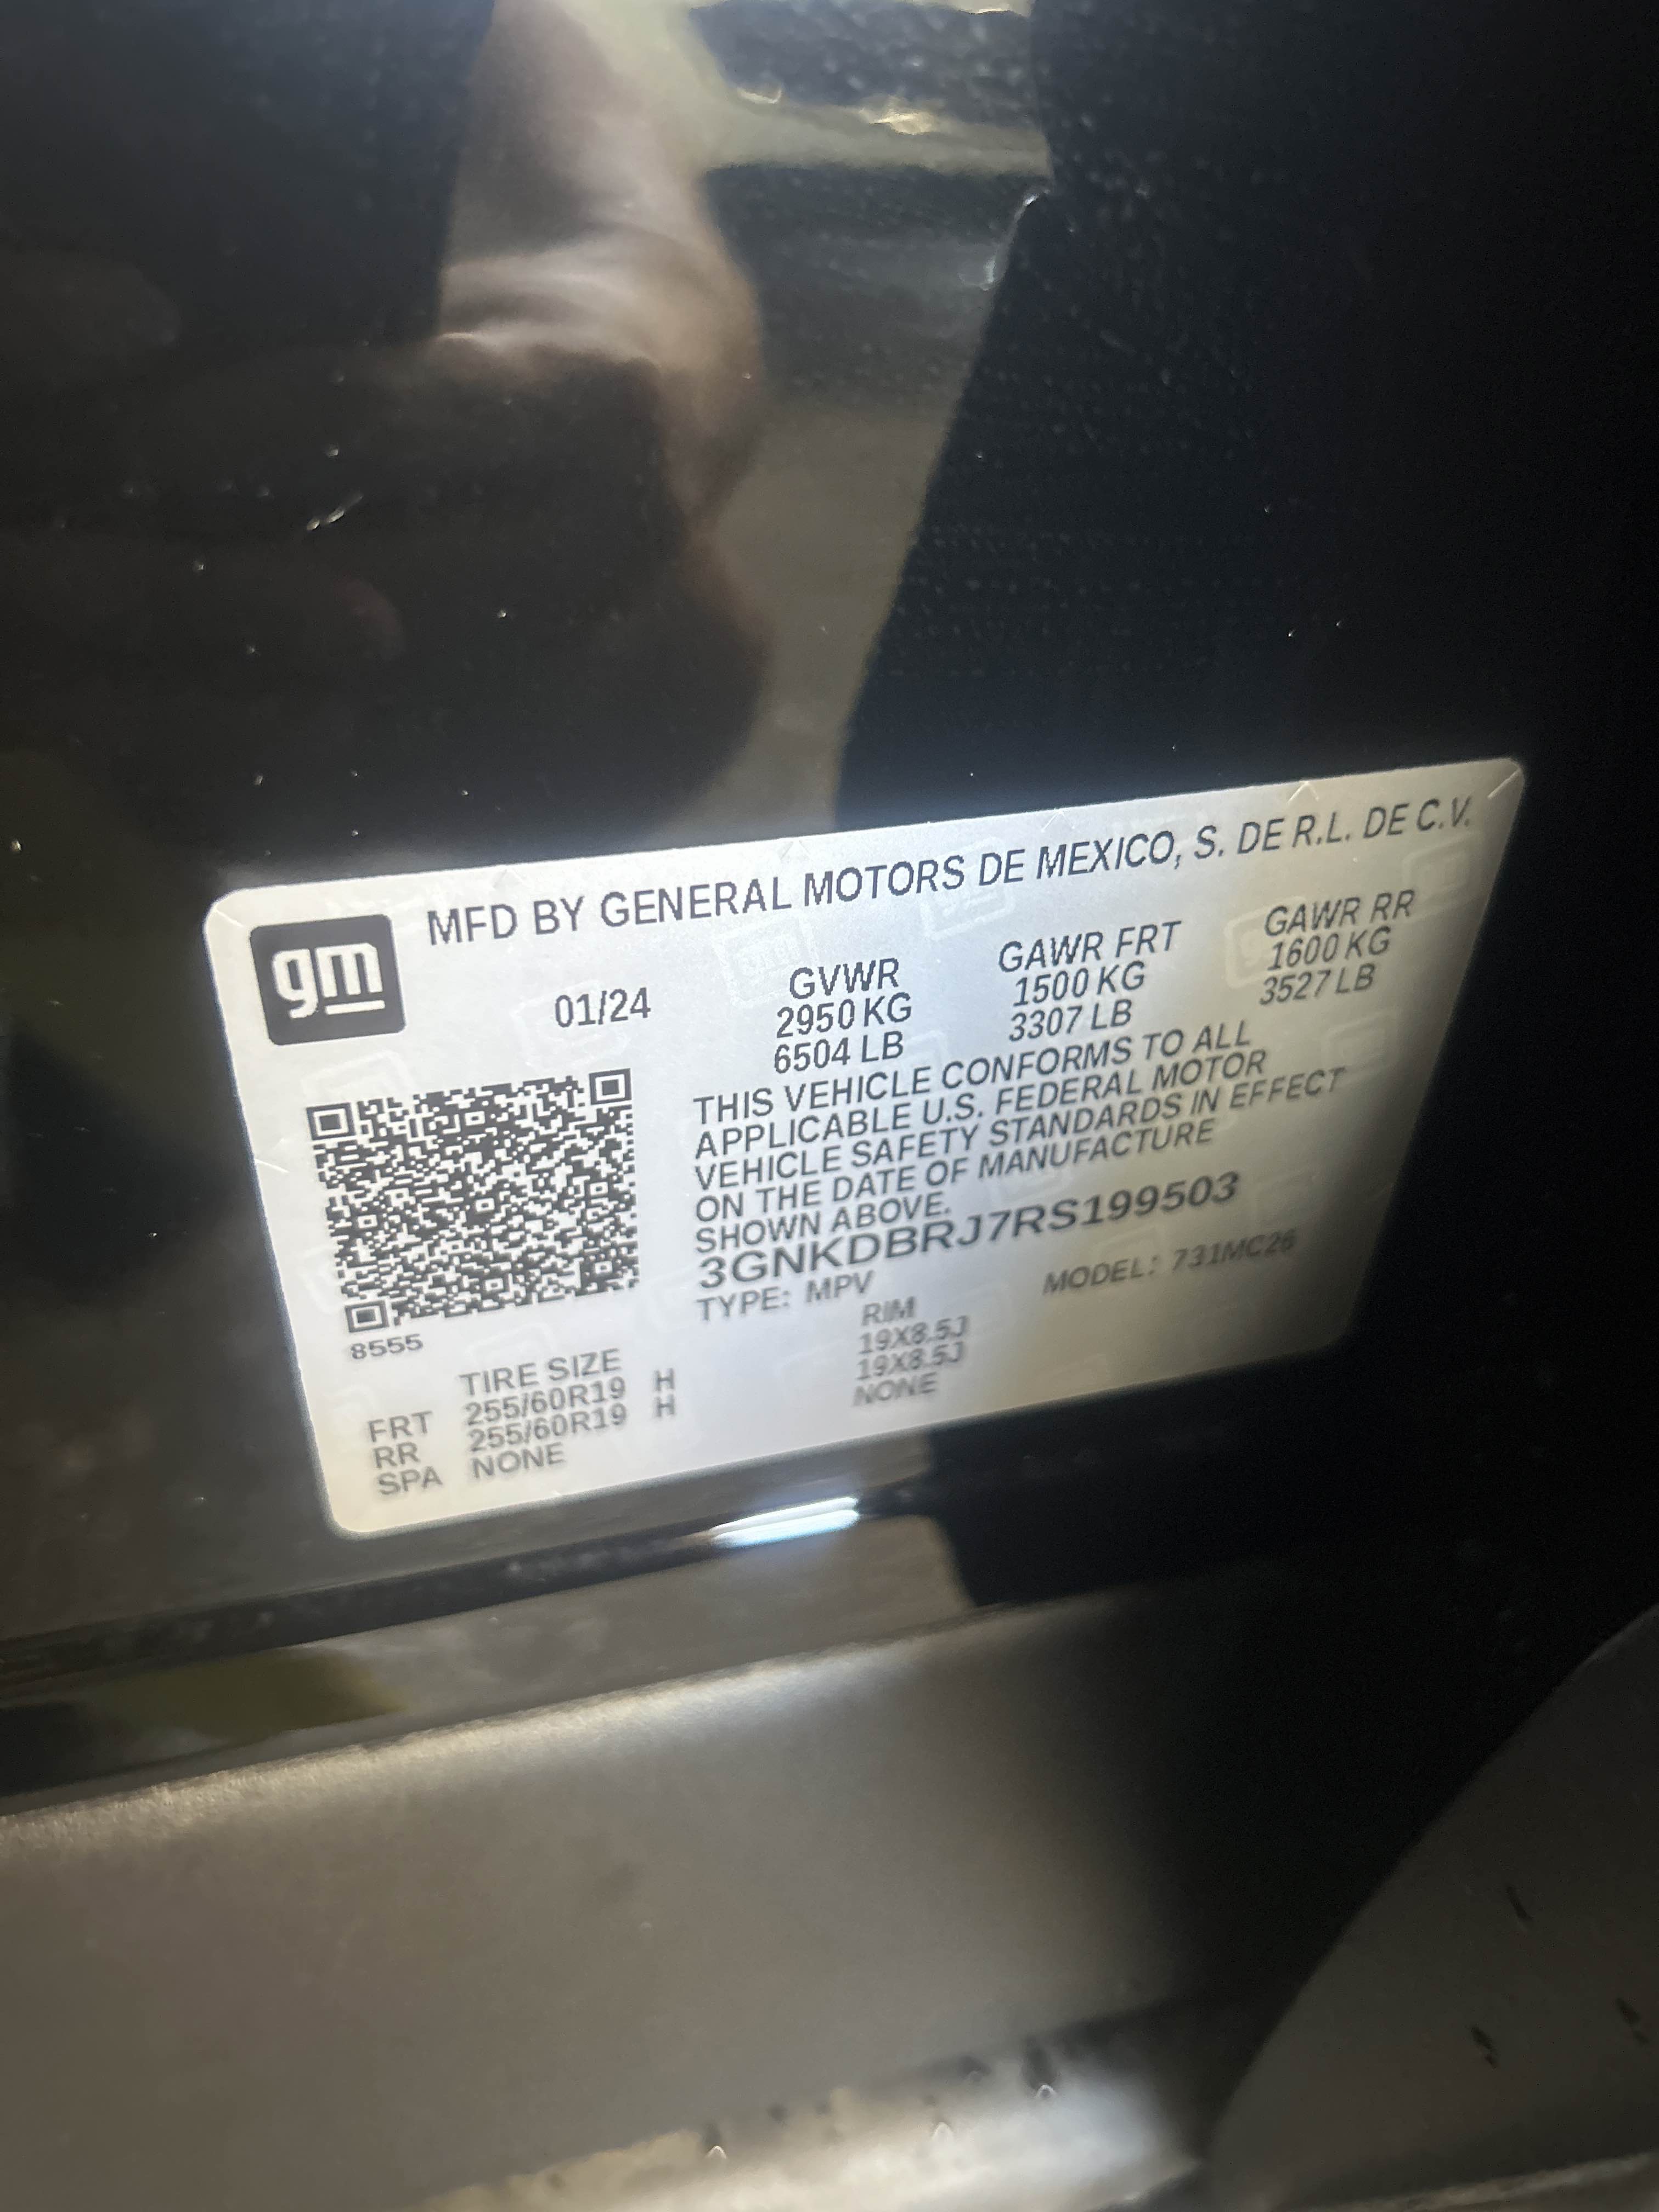 gm
MFD BY GENERAL MOTORS DE MEXICO, S. DE R.L. DE C.V.
01/24
GVWR
2950 KG
6504 LB
GAWR FRT
1500 KG
3307 LB
GAWR RR
1600 KG
3527 LB
THIS VEHICLE CONFORMS TO ALL
APPLICABLE U.S. FEDERAL MOTOR
VEHICLE SAFETY STANDARDS IN EFFECT
ON THE DATE OF MANUFACTURE
SHOWN ABOVE.
3GNKDBRJ7RS199503
TYPE: MPV
MODEL: 731MC26
8555
TIRE SIZE RIM
FRT 255/60R19 H 19X8.5J
RR 255/60R19 H 19X8.5J
SPA NONE NONE